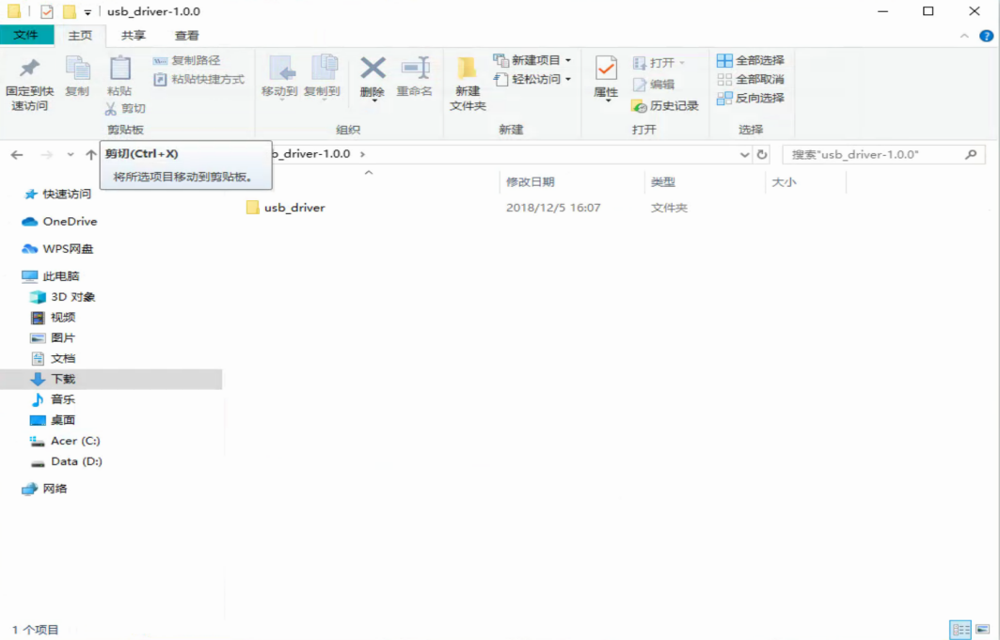 usb_driver-1.0.0
文件 主页 共享 查看
固定到快速访问
复制
粘贴
复制路径
粘贴快捷方式
剪切
剪贴板
移动到 复制到 删除 重命名
组织
新建文件夹
新建项目
轻松访问
新建
属性
打开
编辑
历史记录
打开
全部选择
全部取消
反向选择
选择
剪切(Ctrl+X)
将所选项目移动到剪贴板。
b_driver-1.0.0
搜索"usb_driver-1.0.0"
修改日期 类型 大小
usb_driver 2018/12/5 16:07 文件夹
快速访问
OneDrive
WPS网盘
此电脑
3D 对象
视频
图片
文档
下载
音乐
桌面
Acer (C:)
Data (D:)
网络
1 个项目